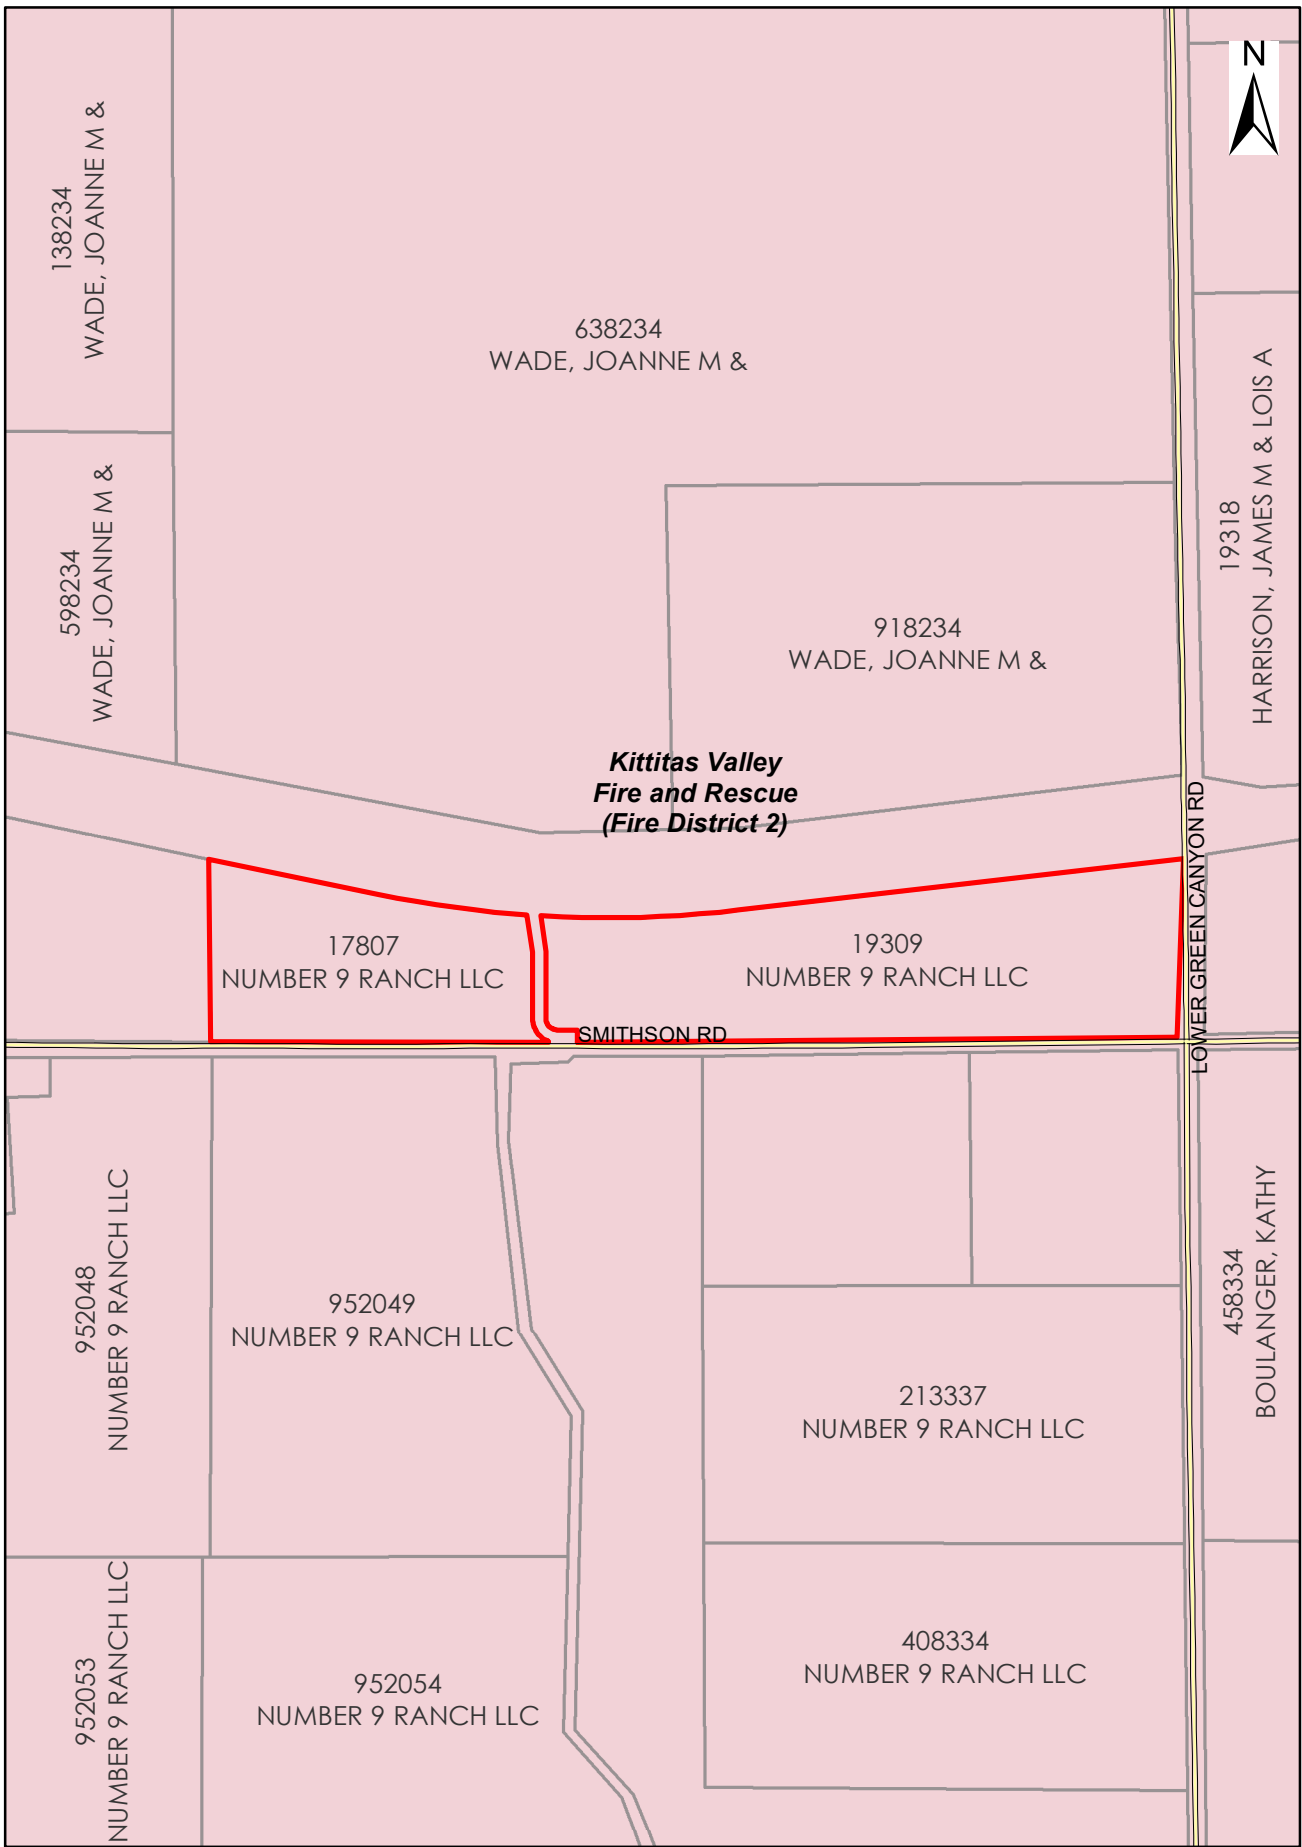 N
138234
WADE, JOANNE M &
638234
WADE, JOANNE M &
19318
HARRISON, JAMES M & LOIS A
598234
WADE, JOANNE M &
918234
WADE, JOANNE M &
Kittitas Valley
Fire and Rescue
(Fire District 2)
LOWER GREEN CANYON RD
17807
NUMBER 9 RANCH LLC
19309
NUMBER 9 RANCH LLC
SMITHSON RD
952048
NUMBER 9 RANCH LLC
952049
NUMBER 9 RANCH LLC
458334
BOULANGER, KATHY
213337
NUMBER 9 RANCH LLC
952053
NUMBER 9 RANCH LLC
952054
NUMBER 9 RANCH LLC
408334
NUMBER 9 RANCH LLC